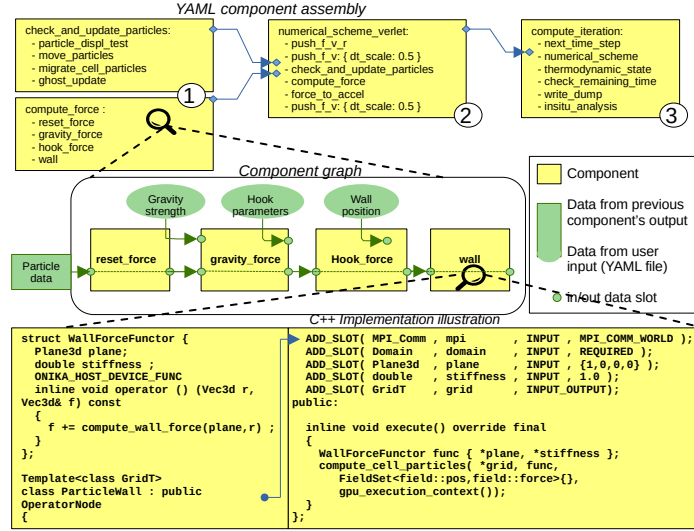 YAML component assembly
check_and_update_particles:
- particle_displ_test
- move_particles
- migrate_cell_particles
- ghost_update
1
compute_force :
- reset_force
- gravity_force
- hook_force
- wall
numerical_scheme_verlet:
- push_f_v_r
- push_f_v: { dt_scale: 0.5 }
- check_and_update_particles
- compute_force
- force_to_accel
- push_f_v: { dt_scale: 0.5 }
2
compute_iteration:
- next_time_step
- numerical_scheme
- thermodynamic_state
- check_remaining_time
- write_dump
- insitu_analysis
3
Component graph
Gravity
strength
Hook
parameters
Wall
position
Particle
data
reset_force
gravity_force
Hook_force
wall
Component
Data from previous
component's output
Data from user
input (YAML file)
In/out data slot
C++ Implementation illustration
struct WallForceFunctor {
Plane3d plane;
double stiffness ;
ONIKA_HOST_DEVICE_FUNC
inline void operator () (Vec3d r,
Vec3d& f) const
{
f += compute_wall_force(plane,r) ;
}
};
Template<class GridT>
class ParticleWall : public
OperatorNode
{
ADD_SLOT( MPI_Comm , mpi , INPUT , MPI_COMM_WORLD );
ADD_SLOT( Domain , domain , INPUT , REQUIRED );
ADD_SLOT( Plane3d , plane , INPUT , {1,0,0,0} );
ADD_SLOT( double , stiffness , INPUT , 1.0 );
ADD_SLOT( GridT , grid , INPUT_OUTPUT);
public:
inline void execute() override final
{
WallForceFunctor func { *plane, *stiffness };
compute_cell_particles( *grid, func,
FieldSet<field::pos,field::force>{},
gpu_execution_context());
}
};